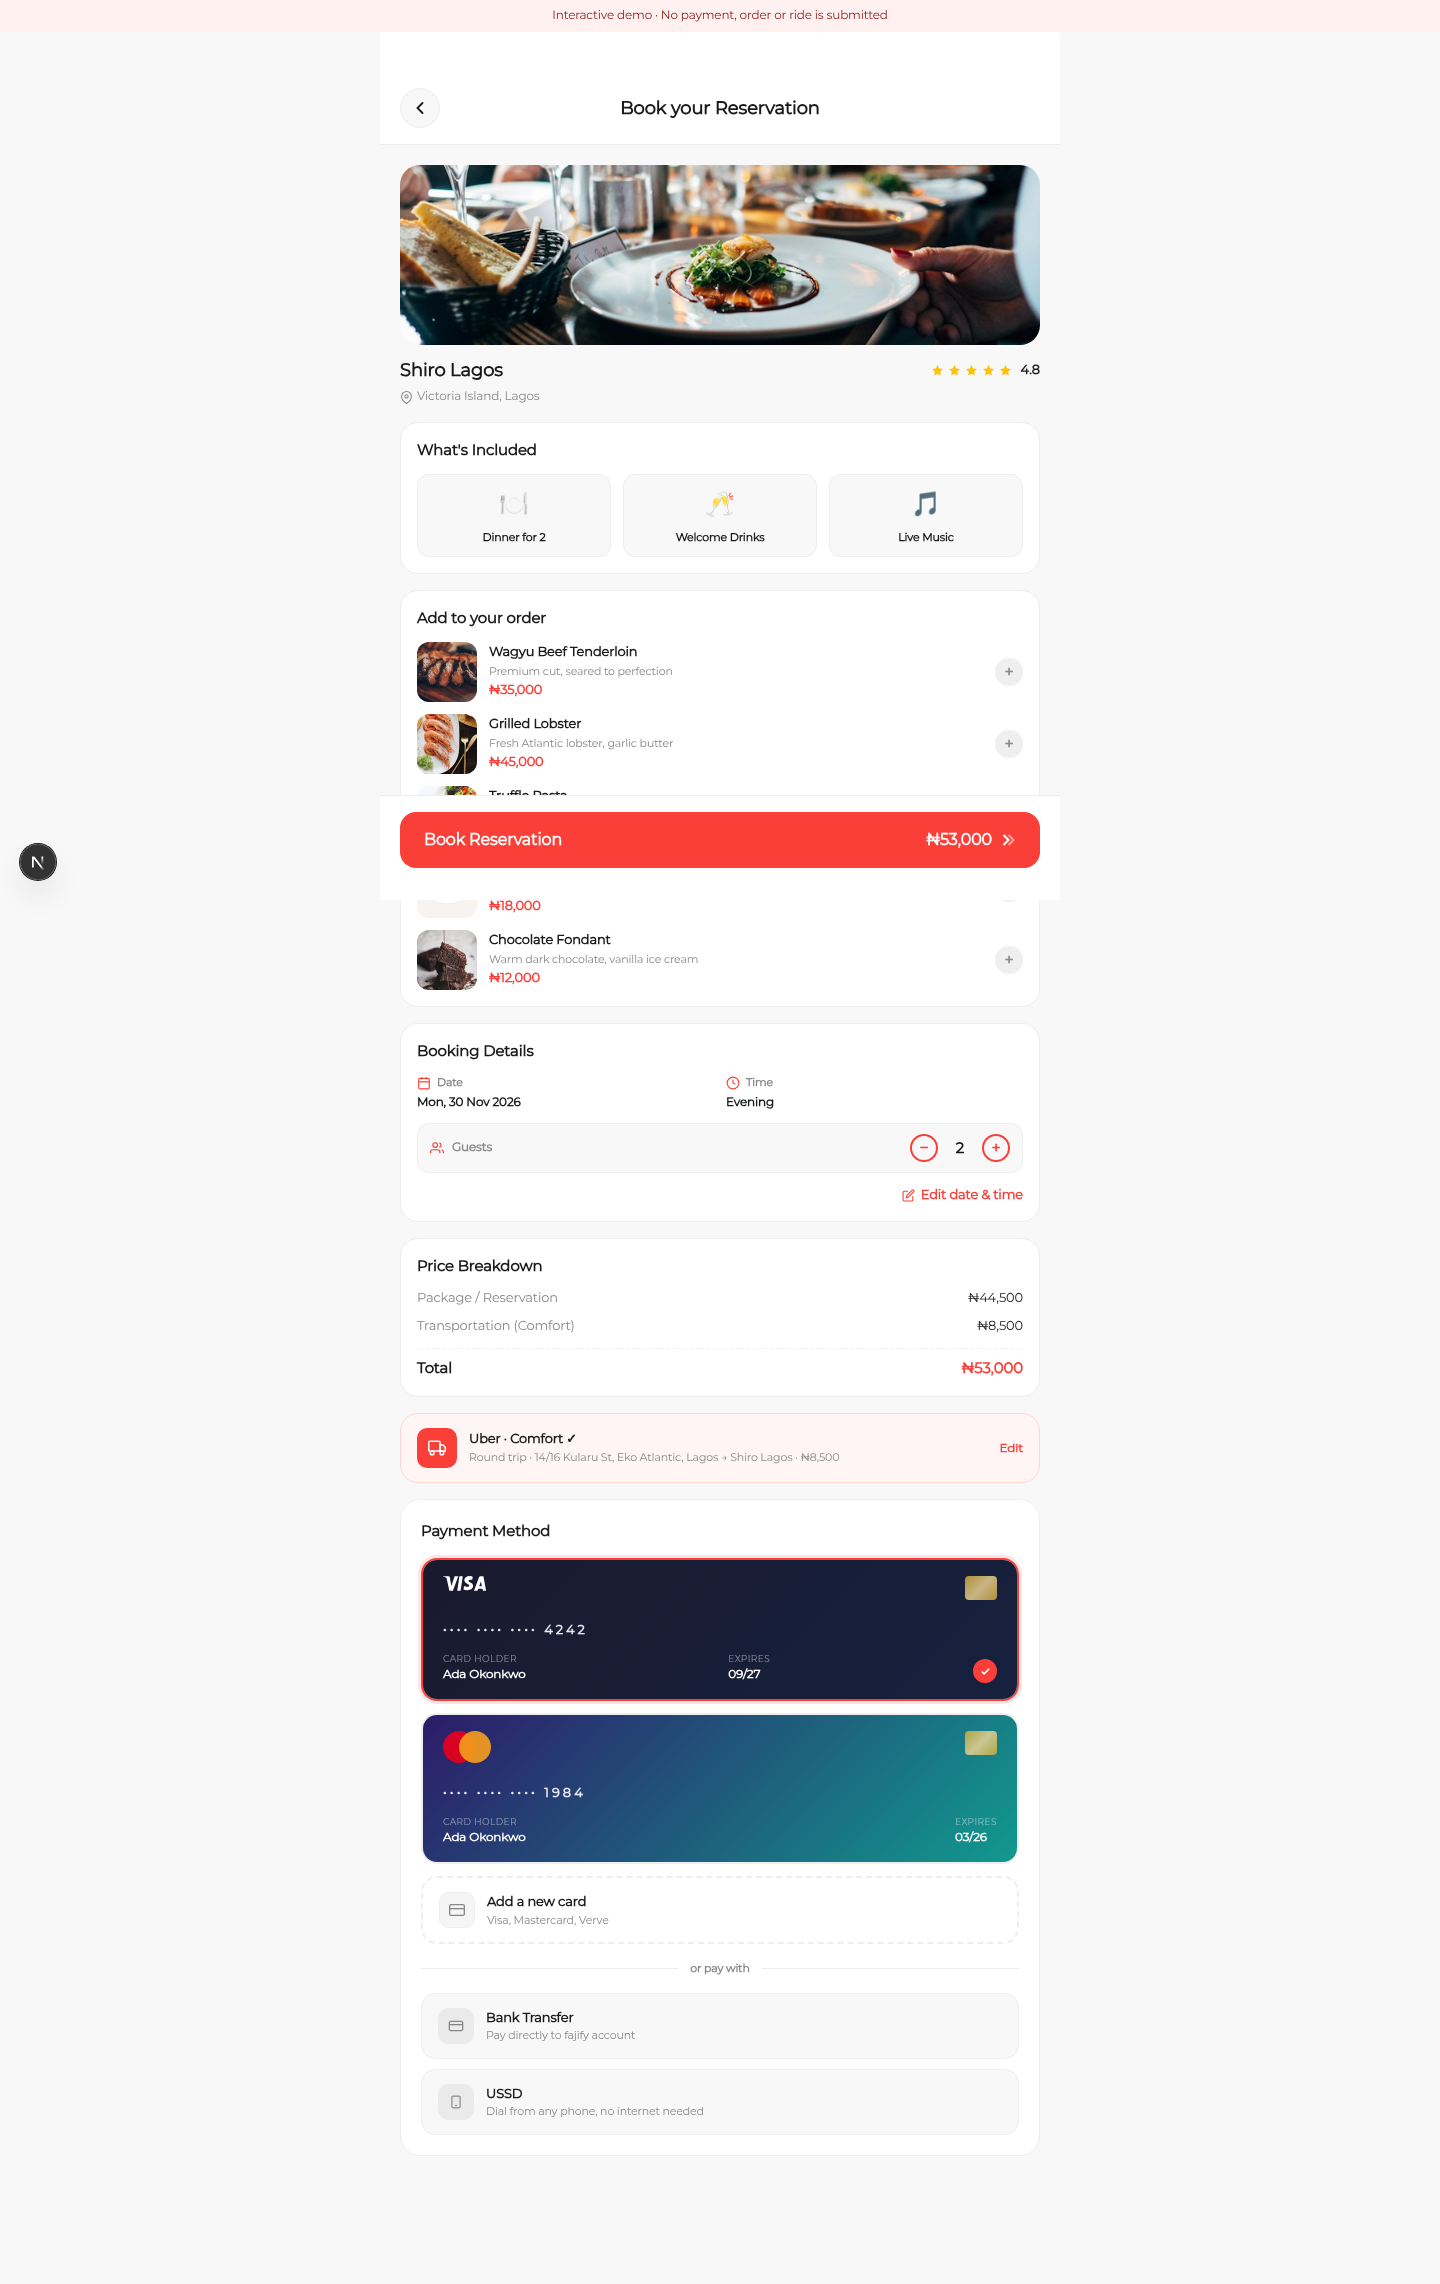 Interactive demo · No payment, order or ride is submitted
Book your Reservation
Shiro Lagos
4.8
Victoria Island, Lagos
What's Included
Dinner for 2
Welcome Drinks
Live Music
Add to your order
Wagyu Beef Tenderloin
Premium cut, seared to perfection
₦35,000
Grilled Lobster
Fresh Atlantic lobster, garlic butter
₦45,000
Truffle Pasta
Book Reservation
₦53,000
N
₦18,000
Chocolate Fondant
Warm dark chocolate, vanilla ice cream
₦12,000
Booking Details
Date
Time
Mon, 30 Nov 2026
Evening
Guests
2
Edit date & time
Price Breakdown
Package / Reservation
₦44,500
Transportation (Comfort)
₦8,500
Total
₦53,000
Uber · Comfort ✓
Round trip · 14/16 Kularu St, Eko Atlantic, Lagos → Shiro Lagos · ₦8,500
Edit
Payment Method
VISA
•••• •••• •••• 4242
CARD HOLDER
EXPIRES
Ada Okonkwo
09/27
•••• •••• •••• 1984
CARD HOLDER
EXPIRES
Ada Okonkwo
03/26
Add a new card
Visa, Mastercard, Verve
or pay with
Bank Transfer
Pay directly to fajify account
USSD
Dial from any phone, no internet needed